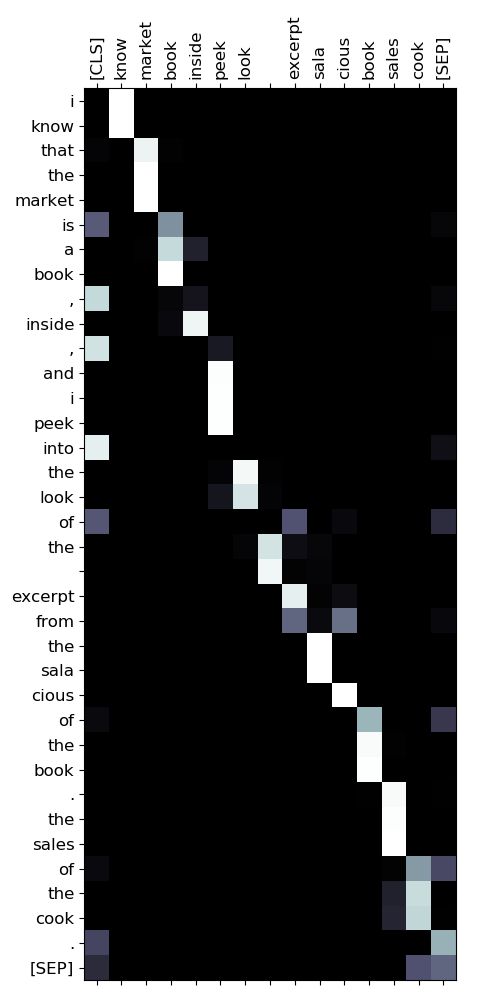 [CLS]
know
market
book
inside
peek
look
excerpt
sala
cious
book
sales
cook
[SEP]
i
know
that
the
market
is
a
book
,
inside
,
and
i
peek
into
the
look
of
the
excerpt
from
the
sala
cious
of
the
book
.
the
sales
of
the
cook
.
[SEP]